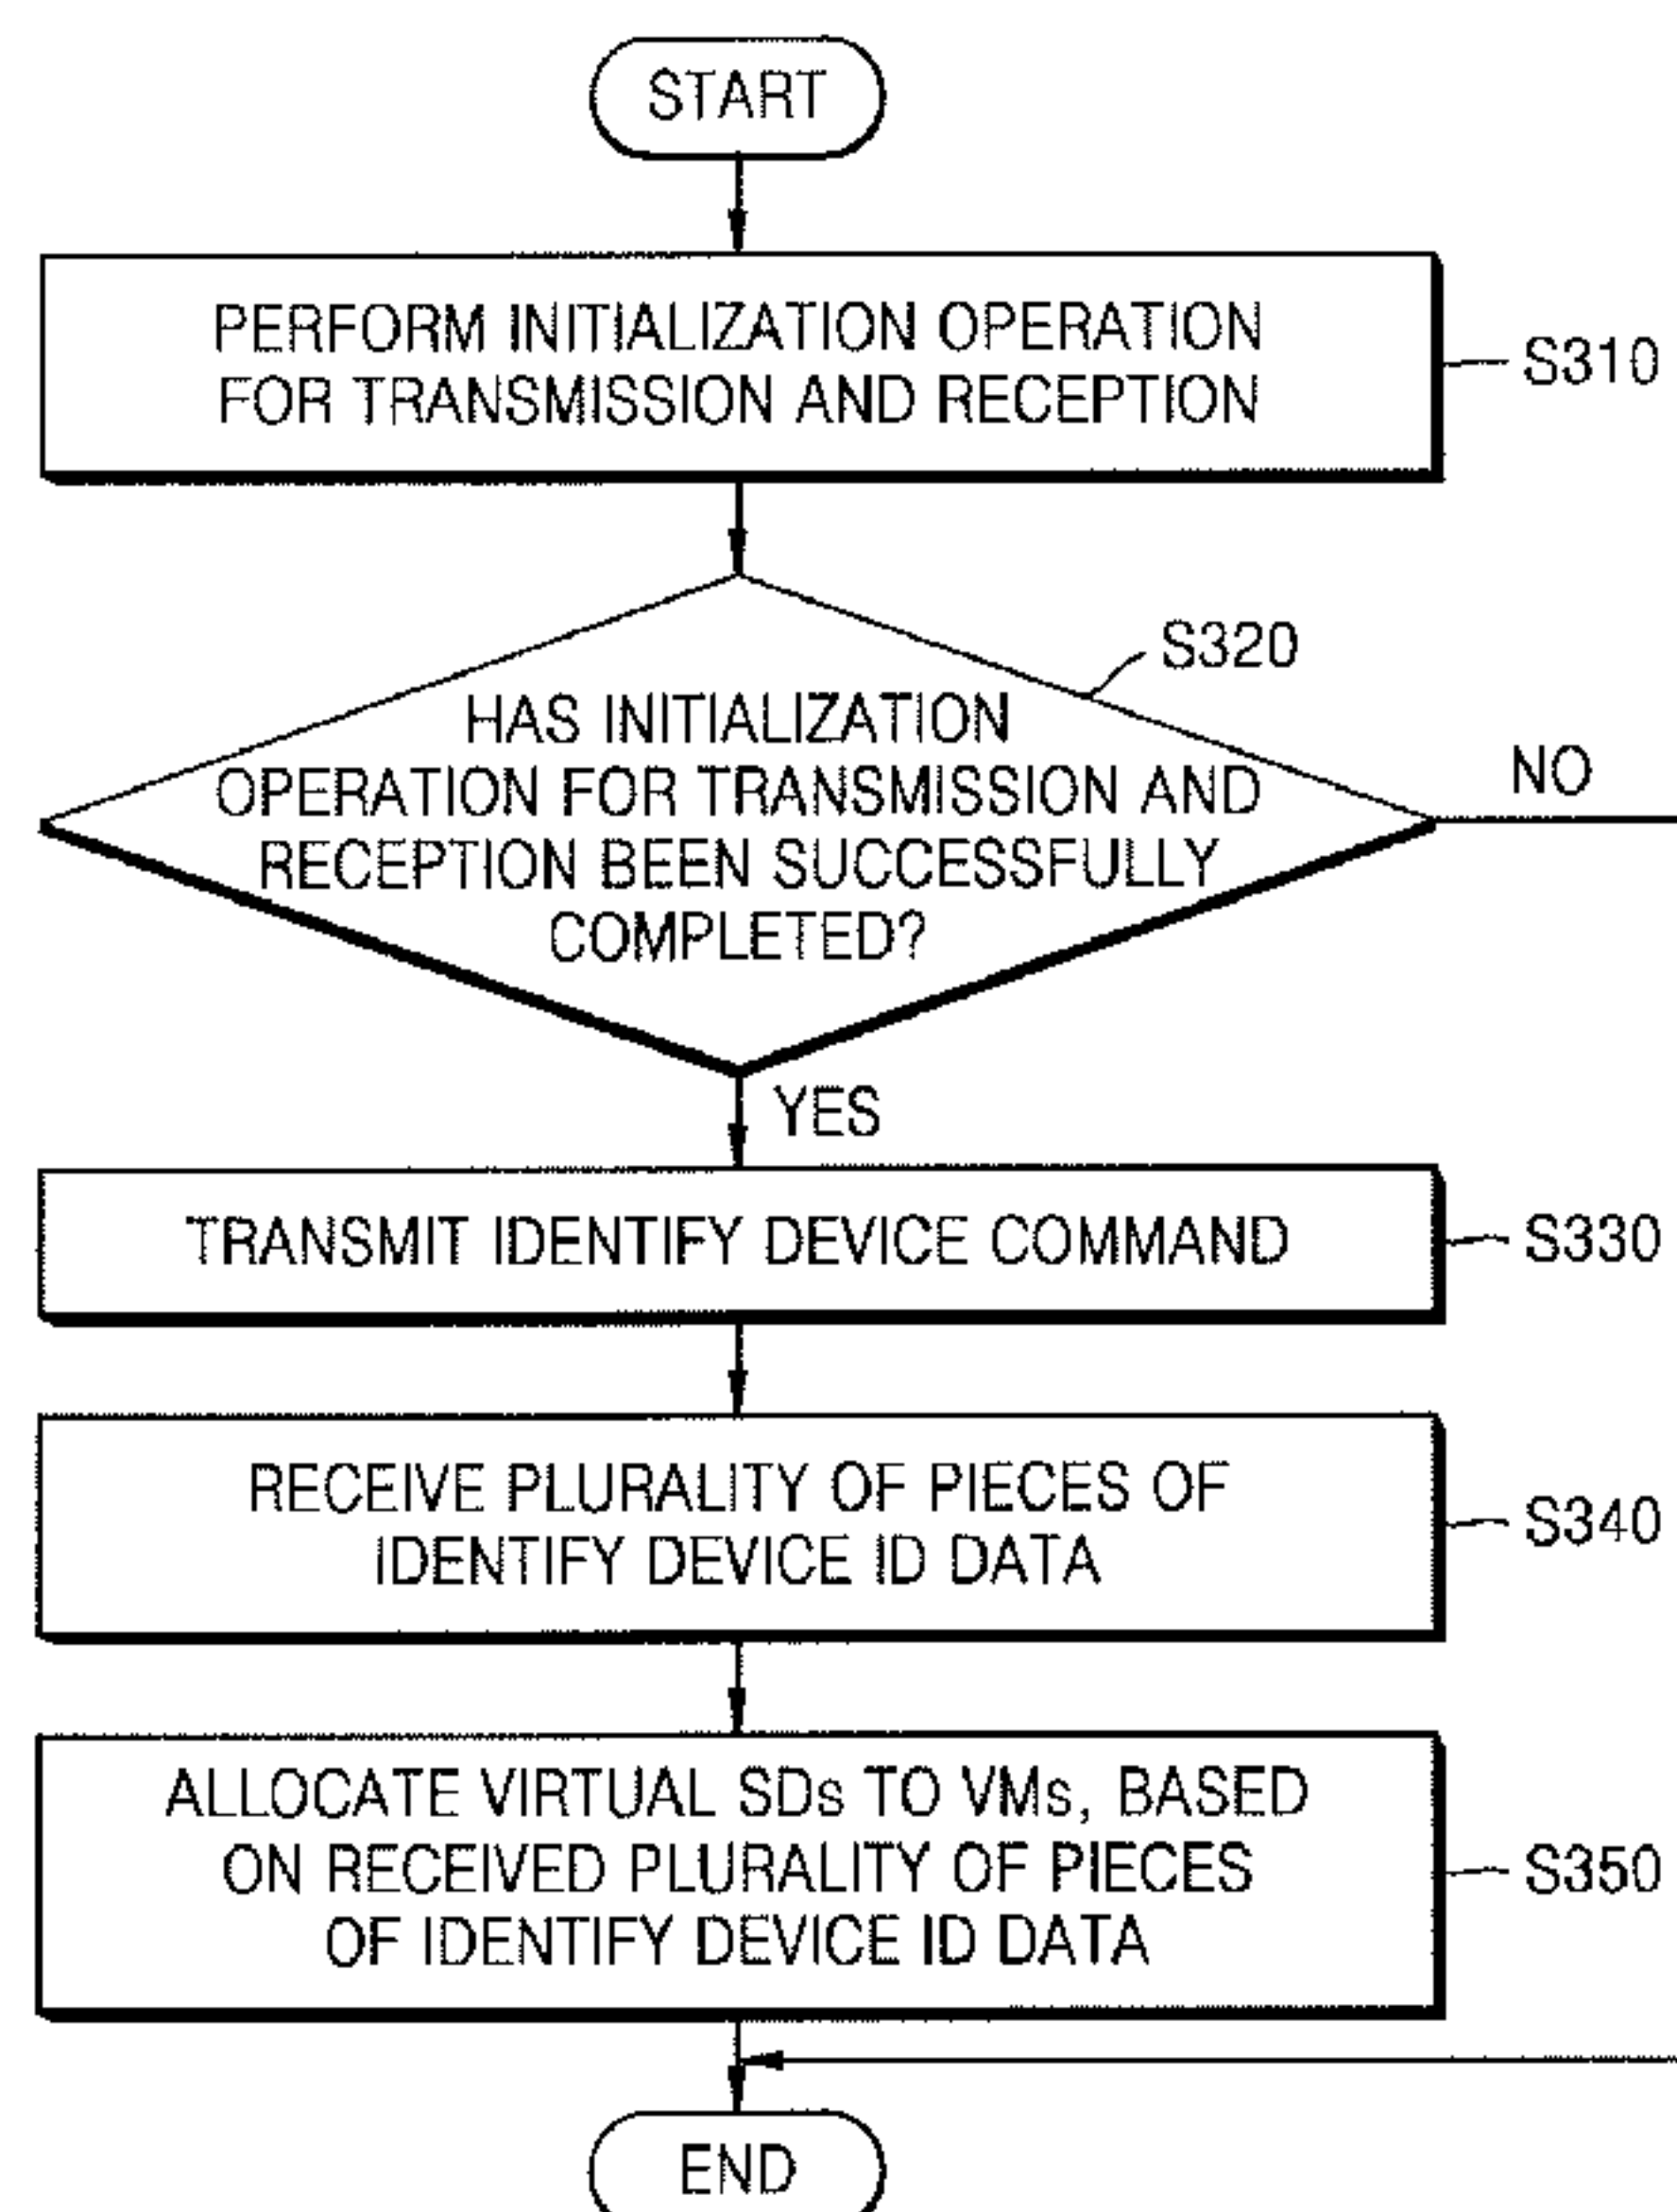 START
PERFORM INITIALIZATION OPERATION
FOR TRANSMISSION AND RECEPTION
S310
S320
HAS INITIALIZATION
OPERATION FOR TRANSMISSION AND
RECEPTION BEEN SUCCESSFULLY
COMPLETED?
NO
YES
TRANSMIT IDENTIFY DEVICE COMMAND
S330
RECEIVE PLURALITY OF PIECES OF
IDENTIFY DEVICE ID DATA
S340
ALLOCATE VIRTUAL SDs TO VMs, BASED
ON RECEIVED PLURALITY OF PIECES
OF IDENTIFY DEVICE ID DATA
S350
END